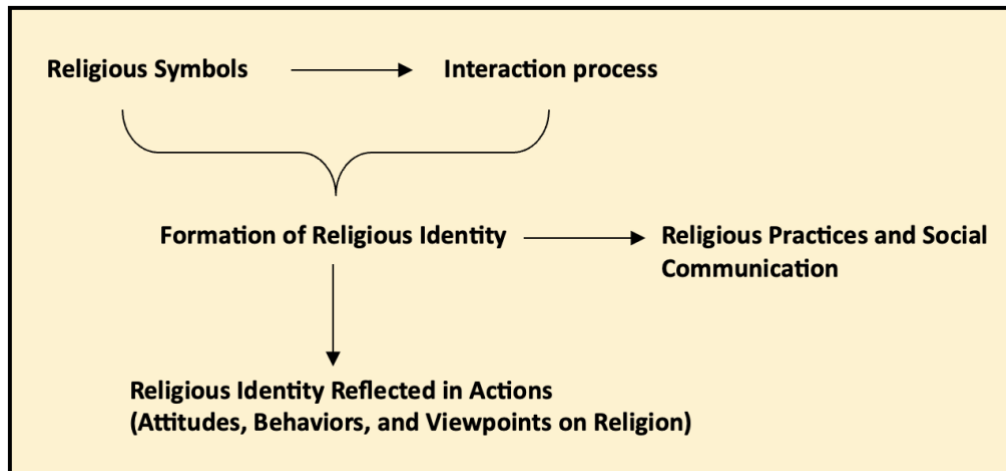 Religious Symbols
Interaction process
Formation of Religious Identity
Religious Practices and Social
Communication
Religious Identity Reflected in Actions
(Attitudes, Behaviors, and Viewpoints on Religion)